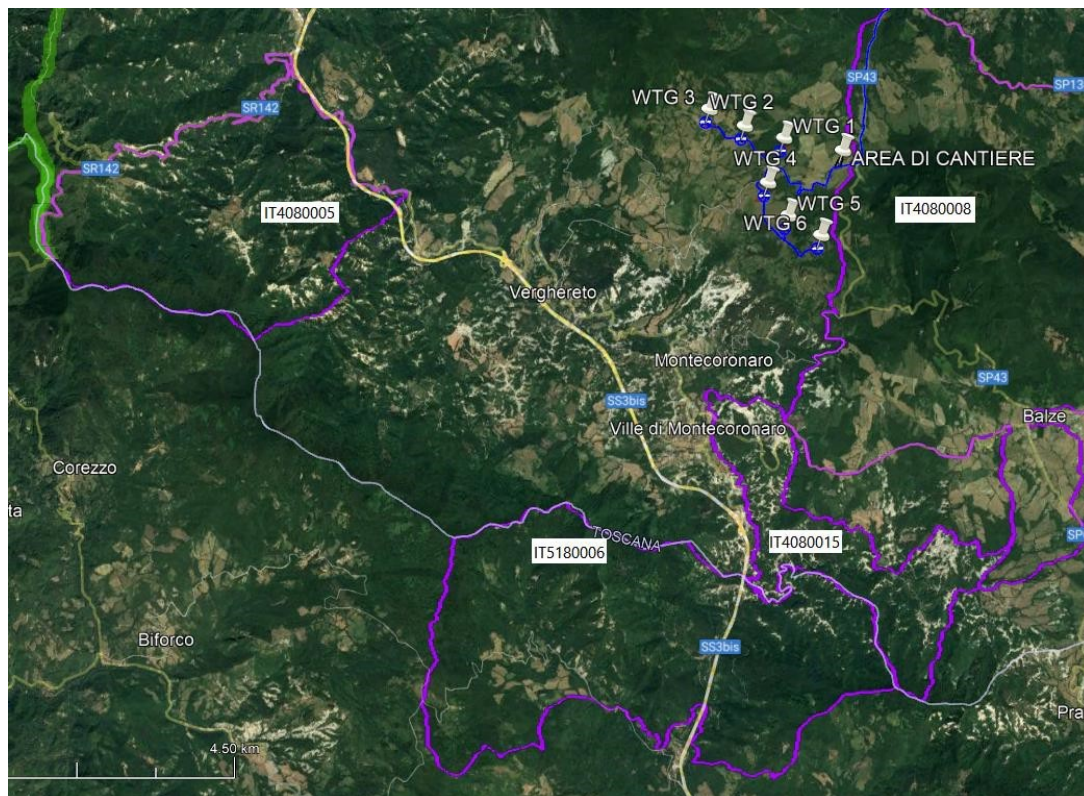 SP43
SP13
WTG 3
WTG 2
WTG 1
SR142
WTG 4
AREA DI CANTIERE
SR142
IT4080005
WTG 5
IT4080008
WTG 6
Verghereto
Montecoronaro
SP43
SS3bis
Balze
Ville di Montecoronaro
Corezzo
ta
TOSCANA
IT4080015
IT5180006
Biforco
SS3bis
Pra
4.50 km